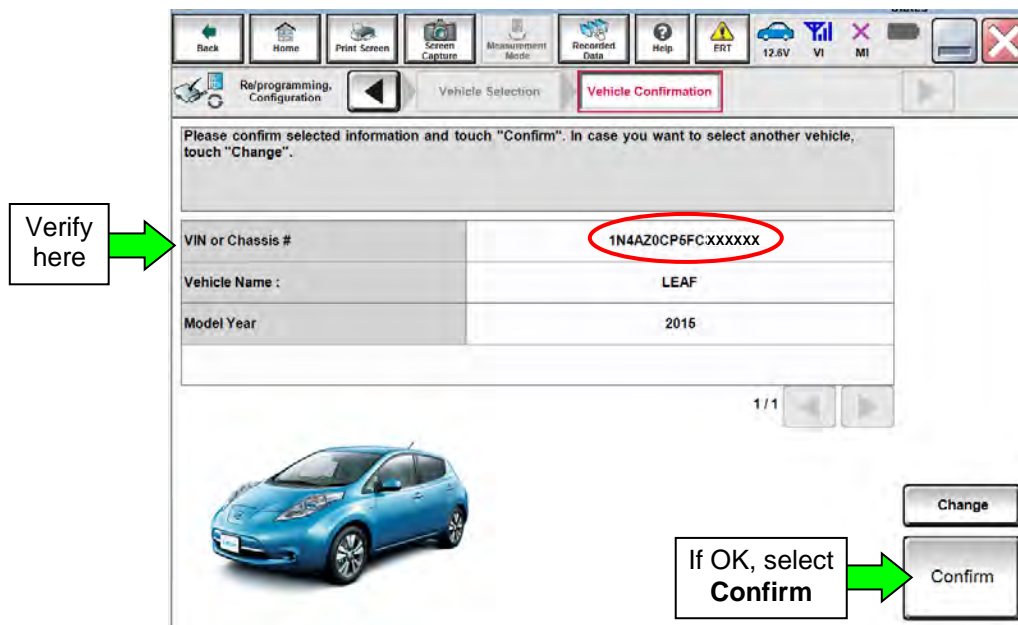 Back
Home
Print Screen
Screen
Capture
Measurement
Mode
Recorded
Data
Help
ERT
12.6V
VI
MI
Re/programming,
Configuration
Vehicle Selection
Vehicle Confirmation
Please confirm selected information and touch "Confirm". In case you want to select another vehicle,
touch "Change".
Verify
here
VIN or Chassis #
1N4AZ0CP5FC XXXXXX
Vehicle Name :
LEAF
Model Year
2015
1 / 1
Change
If OK, select
Confirm
Confirm